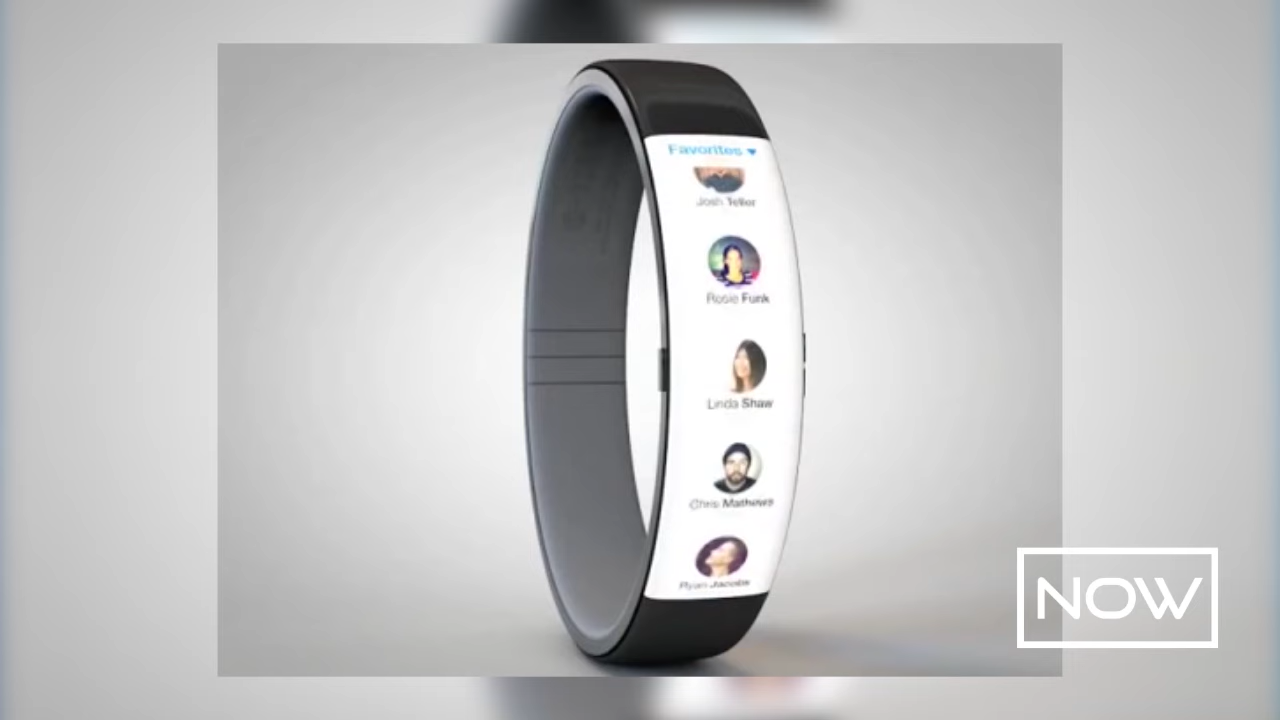 Favorites
Josh Teller
Rosie Funk
Linda Shaw
Chris Mathews
Ryan Jacobs
NOW